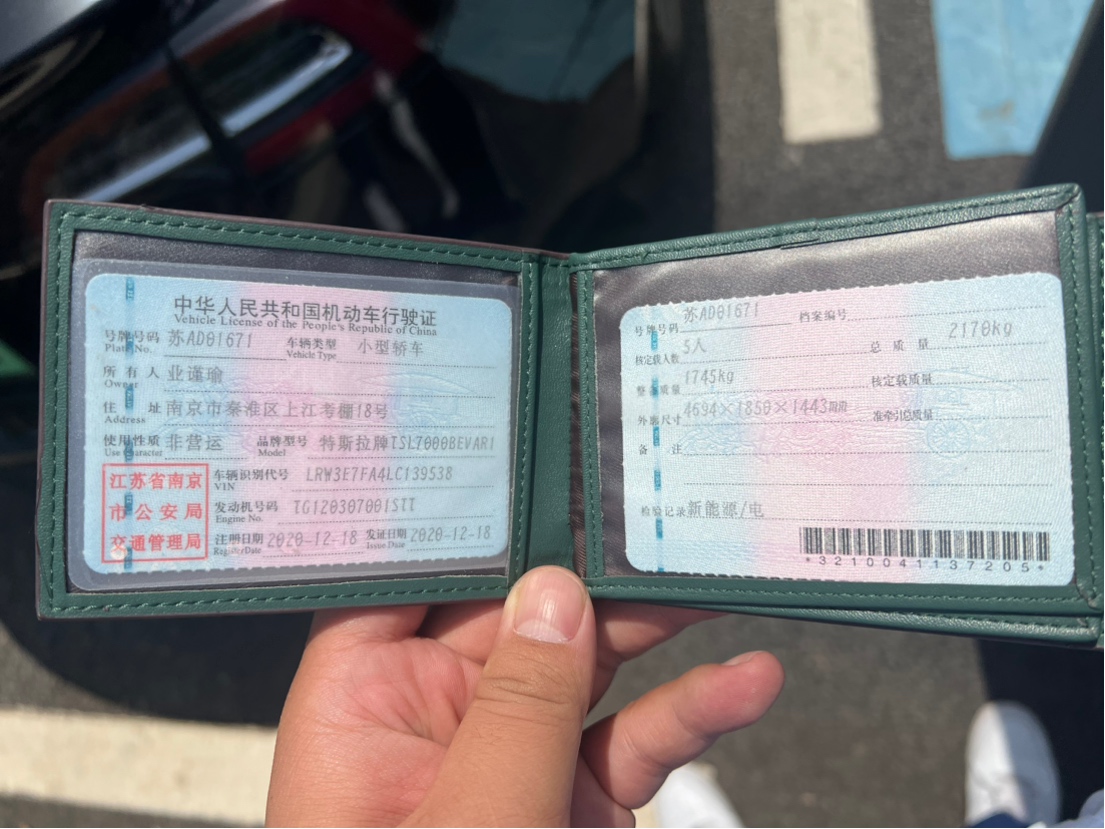 中华人民共和国机动车行驶证
Vehicle License of the People's Republic of China
号牌号码 苏AD01671 车辆类型 小型轿车
Plate No. Vehicle Type
所有人 业谨瑜
Owner
住址 南京市秦淮区上江考棚18号
Address
使用性质 非营运 品牌型号 特斯拉牌TSL7000BEVAR1
Use Character Model
江苏省南京
市公安局
交通管理局
车辆识别代号 LRW3E7FA4LC139538
VIN
发动机号码 TG120307001STT
Engine No.
注册日期 2020-12-18 发证日期 2020-12-18
Register Date Issue Date
号牌号码 苏AD01671 档案编号
核定载人数 5人 总质量 2170kg
整备质量 1745kg 核定载质量
外廓尺寸 4694×1850×1443 准牵引总质量
备注
检验记录 新能源/电
*3210041137205*